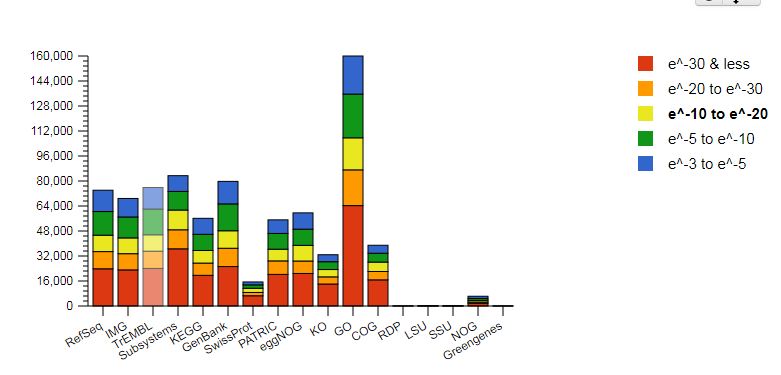 160,000
144,000
128,000
112,000
96,000
80,000
64,000
48,000
32,000
16,000
0
RefSeq
IMG
TrEMBL
Subsystems
KEGG
GenBank
SwissProt
PATRIC
eggNOG
KO
GO
COG
RDP
LSU
SSU
NOG
Greengenes
e^-30 & less
e^-20 to e^-30
e^-10 to e^-20
e^-5 to e^-10
e^-3 to e^-5